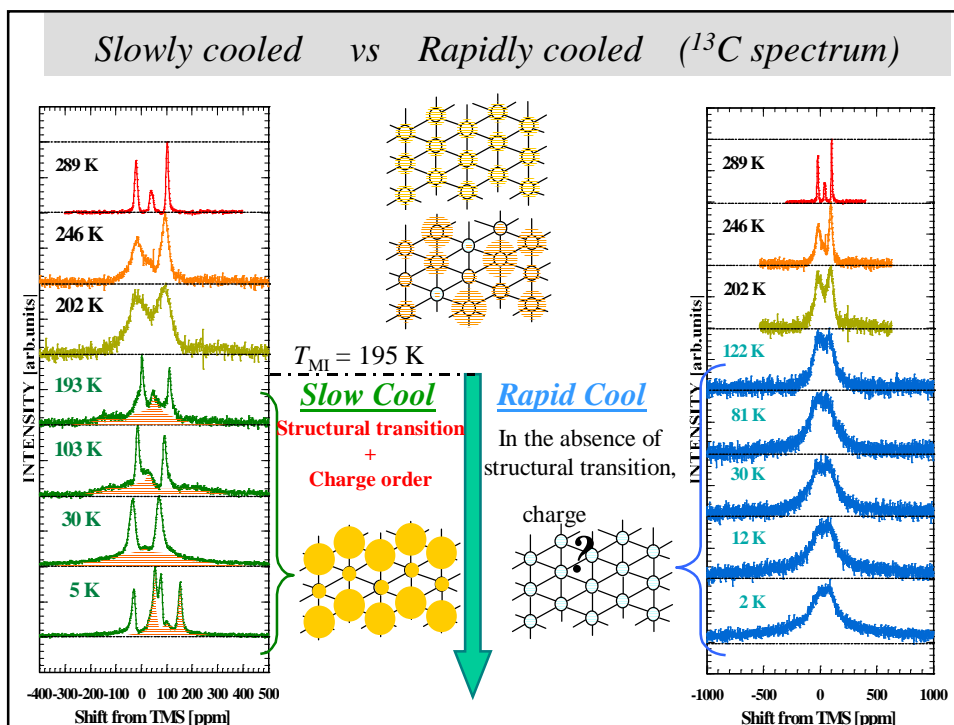 Slowly cooled vs Rapidly cooled (¹³C spectrum)
289 K
246 K
202 K
193 K
103 K
30 K
5 K
INTENSITY [arb.units]
-400-300-200-100 0 100 200 300 400 500
Shift from TMS [ppm]
T_MI = 195 K
Slow Cool
Structural transition
+
Charge order
Rapid Cool
In the absence of
structural transition,
charge
?
289 K
246 K
202 K
122 K
81 K
30 K
12 K
2 K
INTENSITY [arb.units]
-1000 -500 0 500 1000
Shift from TMS [ppm]